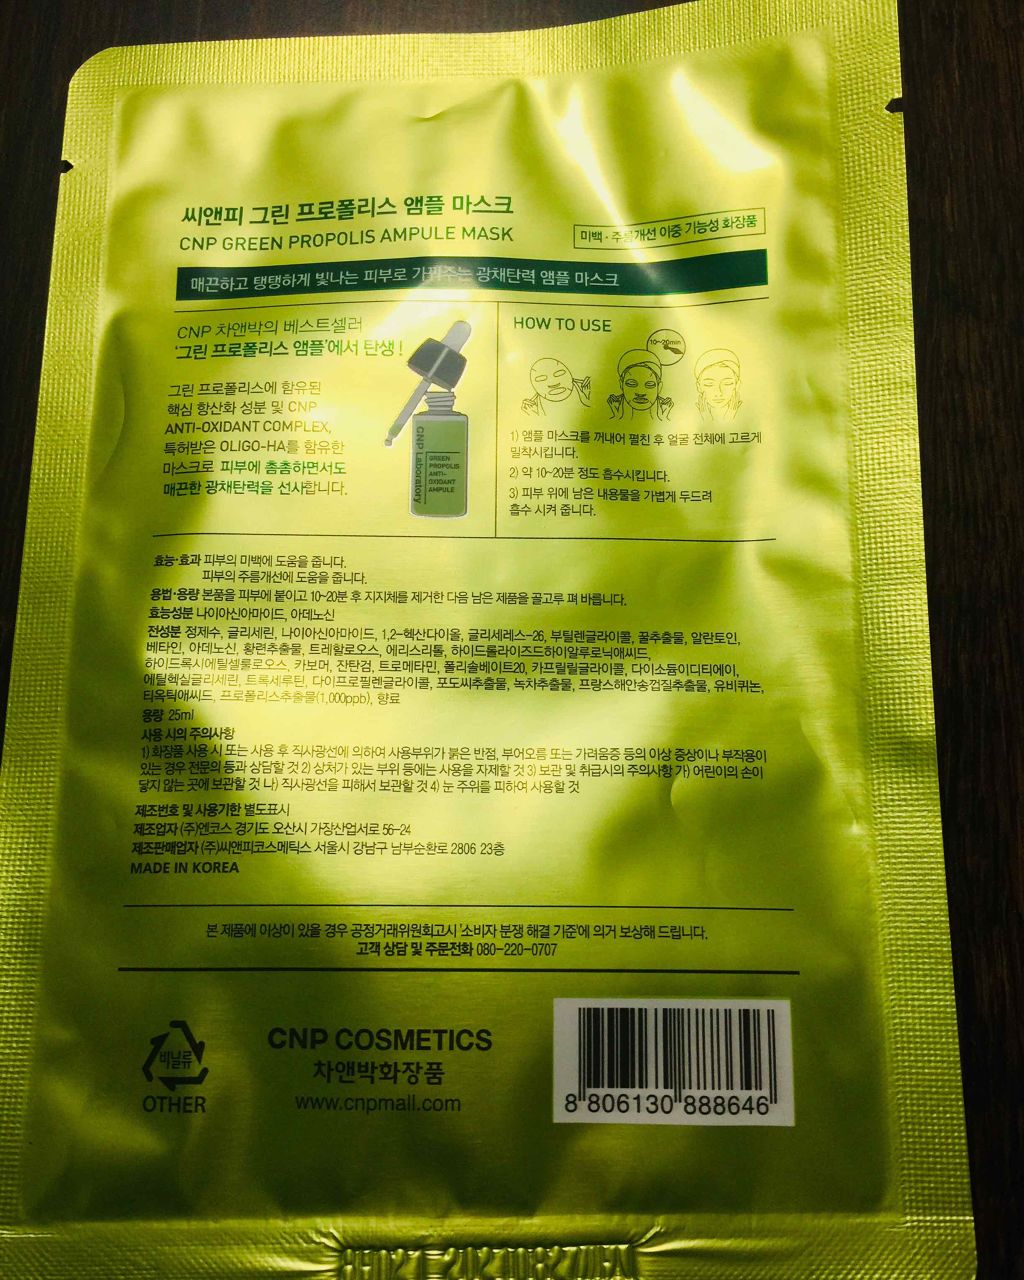 씨앤피 그린 프로폴리스 앰플 마스크
CNP GREEN PROPOLIS AMPULE MASK
미백·주름개선 이중 기능성 화장품
매끈하고 탱탱하게 빛나는 피부로 가꿔주는 광채탄력 앰플 마스크
CNP 차앤박의 베스트셀러
'그린 프로폴리스 앰플'에서 탄생!
그린 프로폴리스에 함유된
핵심 항산화 성분 및 CNP
ANTI-OXIDANT COMPLEX,
특허받은 OLIGO-HA를 함유한
마스크로 피부에 촘촘하면서도
매끈한 광채탄력을 선사합니다.
CNP Laboratory
GREEN
PROPOLIS
ANTI-
OXIDANT
AMPULE
HOW TO USE
10~20min
1) 앰플 마스크를 꺼내어 펼친 후 얼굴 전체에 고르게
밀착시킵니다.
2) 약 10~20분 정도 흡수시킵니다.
3) 피부 위에 남은 내용물을 가볍게 두드려
흡수 시켜 줍니다.
효능·효과 피부의 미백에 도움을 줍니다.
피부의 주름개선에 도움을 줍니다.
용법·용량 본품을 피부에 붙이고 10~20분 후 지지체를 제거한 다음 남은 제품을 골고루 펴 바릅니다.
효능성분 나이아신아마이드, 아데노신
전성분 정제수, 글리세린, 나이아신아마이드, 1,2-헥산다이올, 글리세레스-26, 부틸렌글라이콜, 꿀추출물, 알란토인,
베타인, 아데노신, 황련추출물, 트레할로오스, 에리스리톨, 하이드롤라이즈드하이알루로닉애씨드,
하이드록시에틸셀룰로오스, 카보머, 잔탄검, 트로메타민, 폴리솔베이트20, 카프릴릴글라이콜, 다이소듐이디티에이,
에틸헥실글리세린, 트록세루틴, 다이프로필렌글라이콜, 포도씨추출물, 녹차추출물, 프랑스해안송껍질추출물, 유비퀴논,
티옥틱애씨드, 프로폴리스추출물(1,000ppb), 향료
용량 25ml
사용 시의 주의사항
1) 화장품 사용 시 또는 사용 후 직사광선에 의하여 사용부위가 붉은 반점, 부어오름 또는 가려움증 등의 이상 증상이나 부작용이
있는 경우 전문의 등과 상담할 것 2) 상처가 있는 부위 등에는 사용을 자제할 것 3) 보관 및 취급시의 주의사항 가) 어린이의 손이
닿지 않는 곳에 보관할 것 나) 직사광선을 피해서 보관할 것 4) 눈 주위를 피하여 사용할 것
제조번호 및 사용기한 별도표시
제조업자 (주)엔코스 경기도 오산시 가장산업서로 56-24
제조판매업자 (주)씨앤피코스메틱스 서울시 강남구 남부순환로 2806 23층
MADE IN KOREA
본 제품에 이상이 있을 경우 공정거래위원회고시 '소비자 분쟁 해결 기준'에 의거 보상해 드립니다.
고객 상담 및 주문전화 080-220-0707
비닐류
OTHER
CNP COSMETICS
차앤박화장품
www.cnpmall.com
8 806130 888646